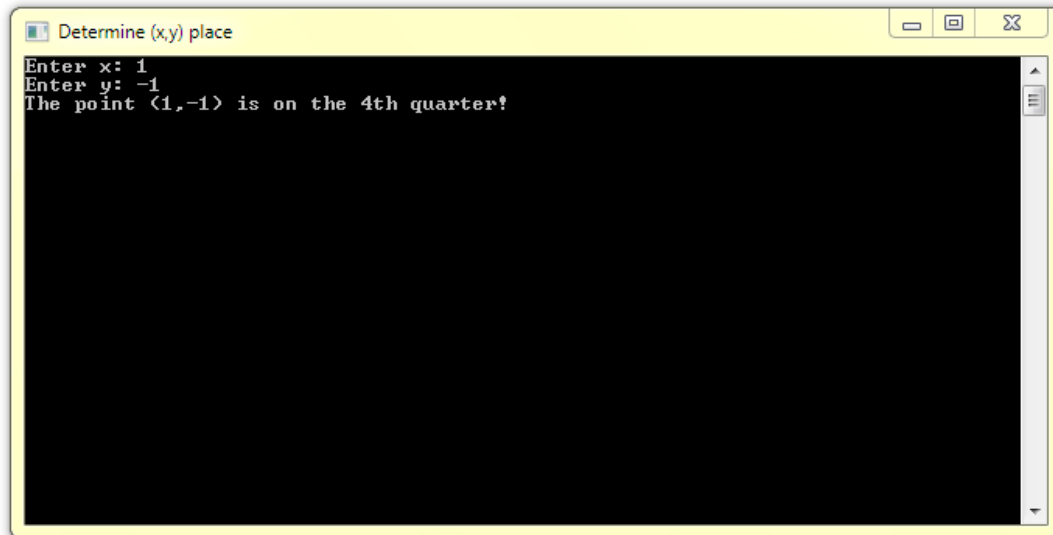 Determine (x,y) place
Enter x: 1
Enter y: -1
The point (1,-1) is on the 4th quarter!